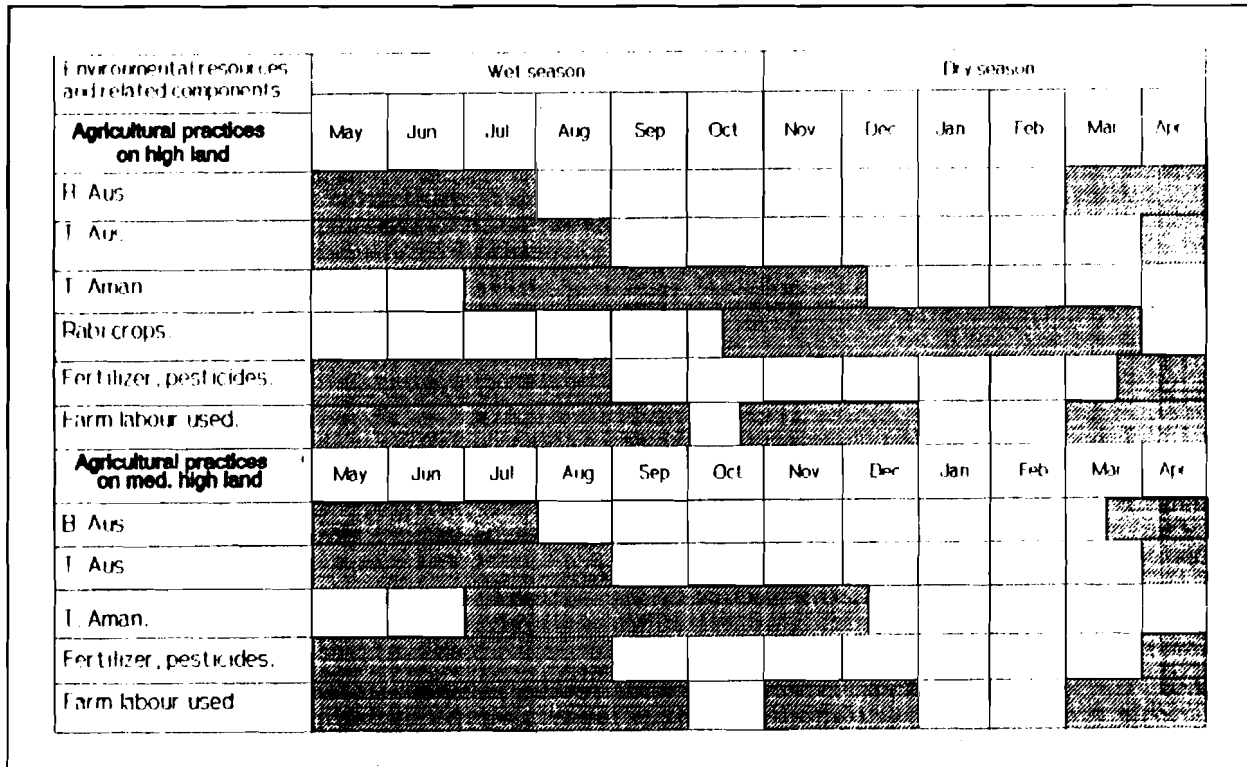 Environmental resources Wet season Dry season
and related components
Agricultural practices on high land May Jun Jul Aug Sep Oct Nov Dec Jan Feb Mar Apr
B Aus
T. Aus.
T Aman
Rabi crops.
Fertilizer, pesticides.
Farm labour used.
Agricultural practices on med. high land May Jun Jul Aug Sep Oct Nov Dec Jan Feb Mar Apr
B Aus
T. Aus
T. Aman.
Fertilizer, pesticides.
Farm labour used